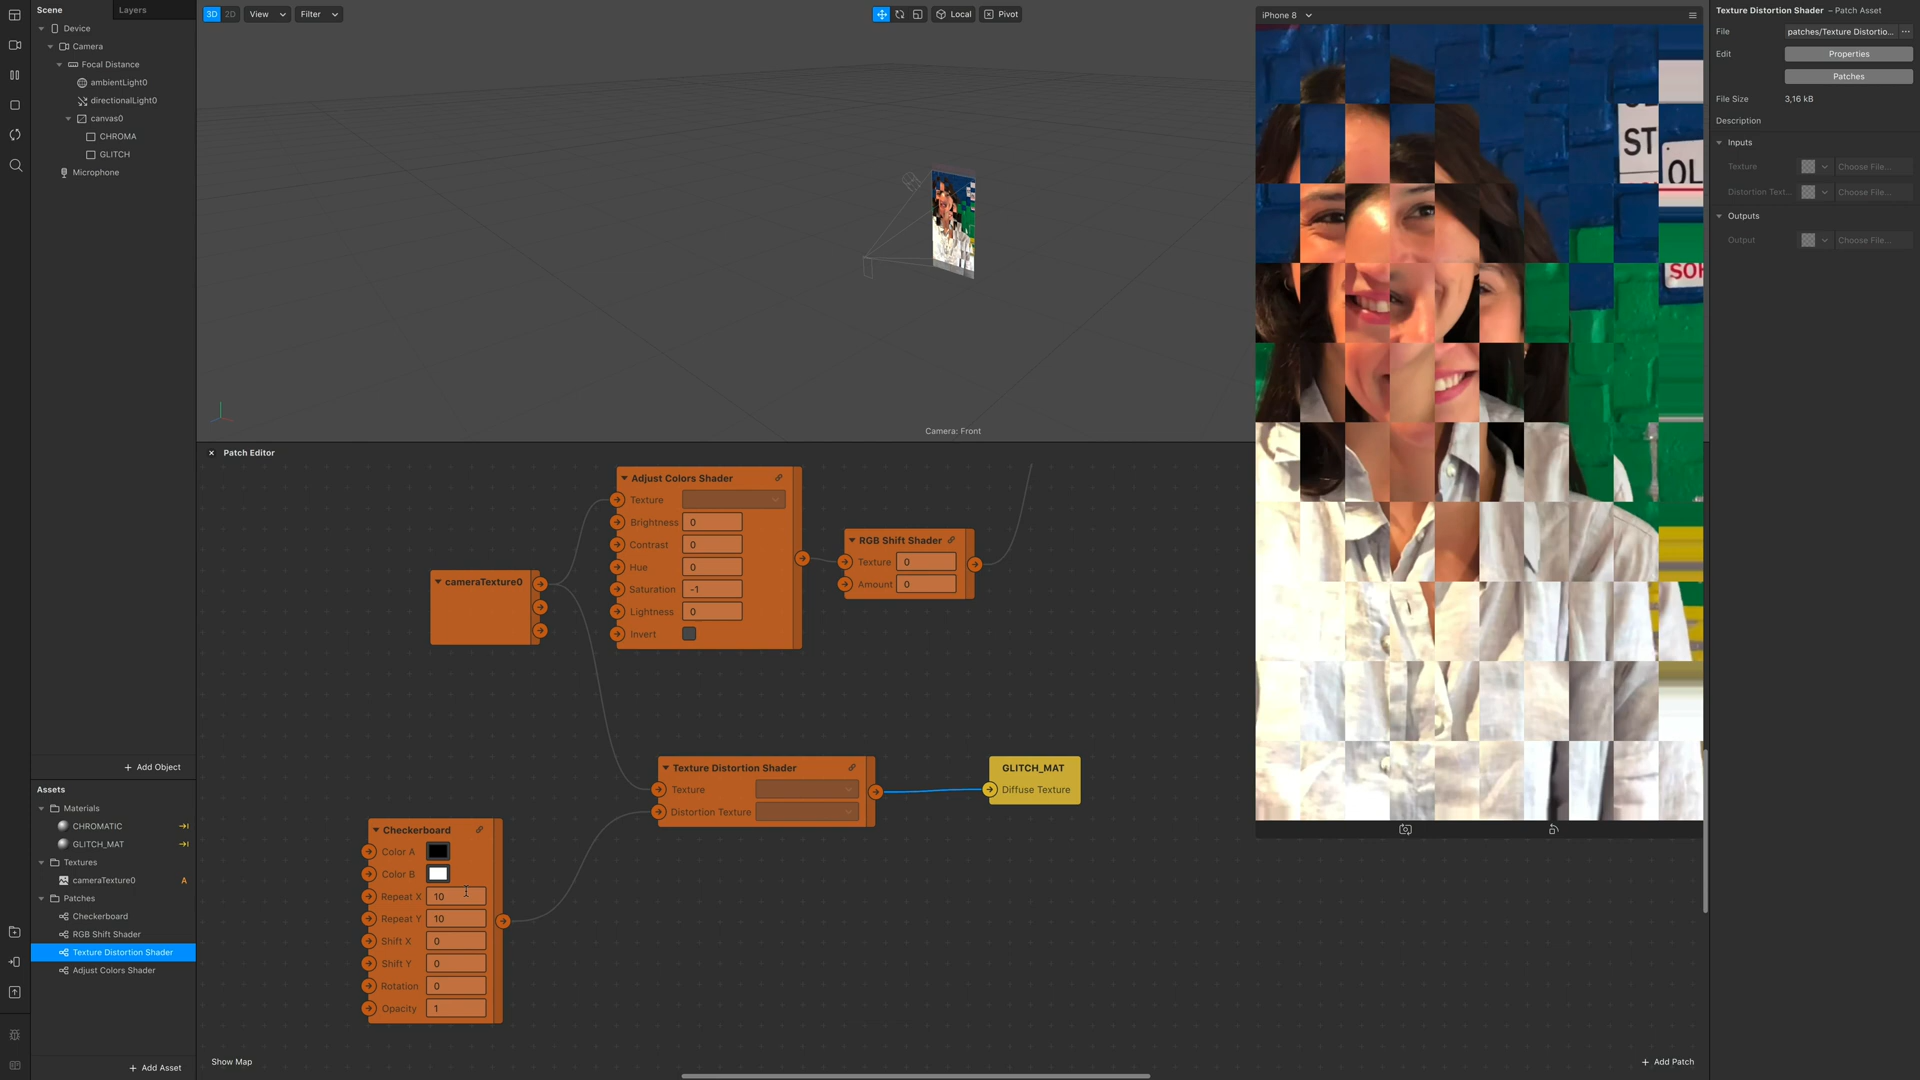 Scene
Layers
Device
Camera
Focal Distance
ambientLight0
directionalLight0
canvas0
CHROMA
GLITCH
Microphone
+ Add Object
Assets
Materials
CHROMATIC
GLITCH_MAT
Textures
cameraTexture0 A
Patches
Checkerboard
RGB Shift Shader
Texture Distortion Shader
Adjust Colors Shader
+ Add Asset
3D 2D View Filter
Local Pivot
Camera: Front
× Patch Editor
cameraTexture0
Adjust Colors Shader
Texture
Brightness 0
Contrast 0
Hue 0
Saturation -1
Lightness 0
Invert
RGB Shift Shader
Texture 0
Amount 0
Texture Distortion Shader
Texture
Distortion Texture
GLITCH_MAT
Diffuse Texture
Checkerboard
Color A
Color B
Repeat X 10
Repeat Y 10
Shift X 0
Shift Y 0
Rotation 0
Opacity 1
Show Map
+ Add Patch
iPhone 8
ST
OL
SOH
Texture Distortion Shader – Patch Asset
File patches/Texture Distortio... ...
Edit Properties
Patches
File Size 3,16 kB
Description
Inputs
Texture Choose File...
Distortion Text... Choose File...
Outputs
Output Choose File...